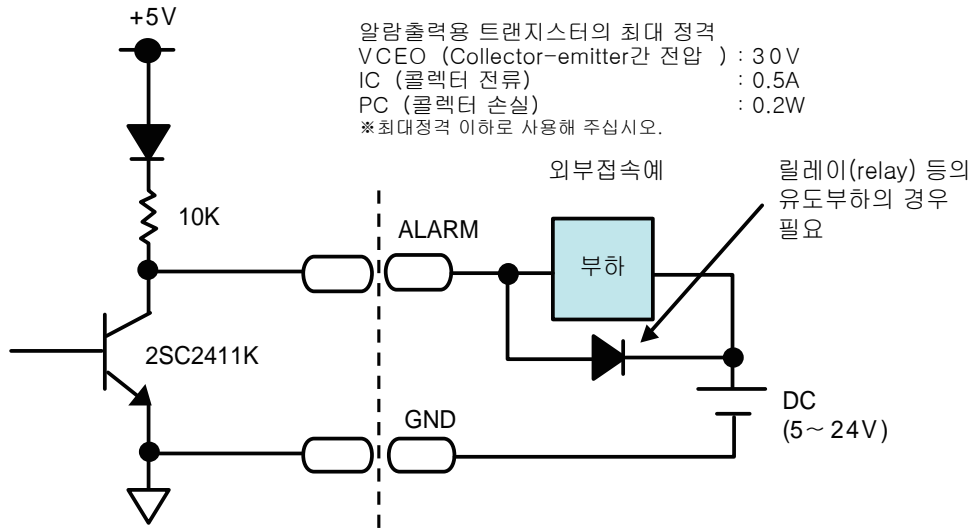 +5V
알람출력용 트랜지스터의 최대 정격
VCEO (Collector-emitter간 전압 ) : 30V
IC (콜렉터 전류) : 0.5A
PC (콜렉터 손실) : 0.2W
※최대정격 이하로 사용해 주십시오.
외부접속예
릴레이(relay) 등의
유도부하의 경우
필요
10K
ALARM
부하
2SC2411K
GND
DC
(5~24V)